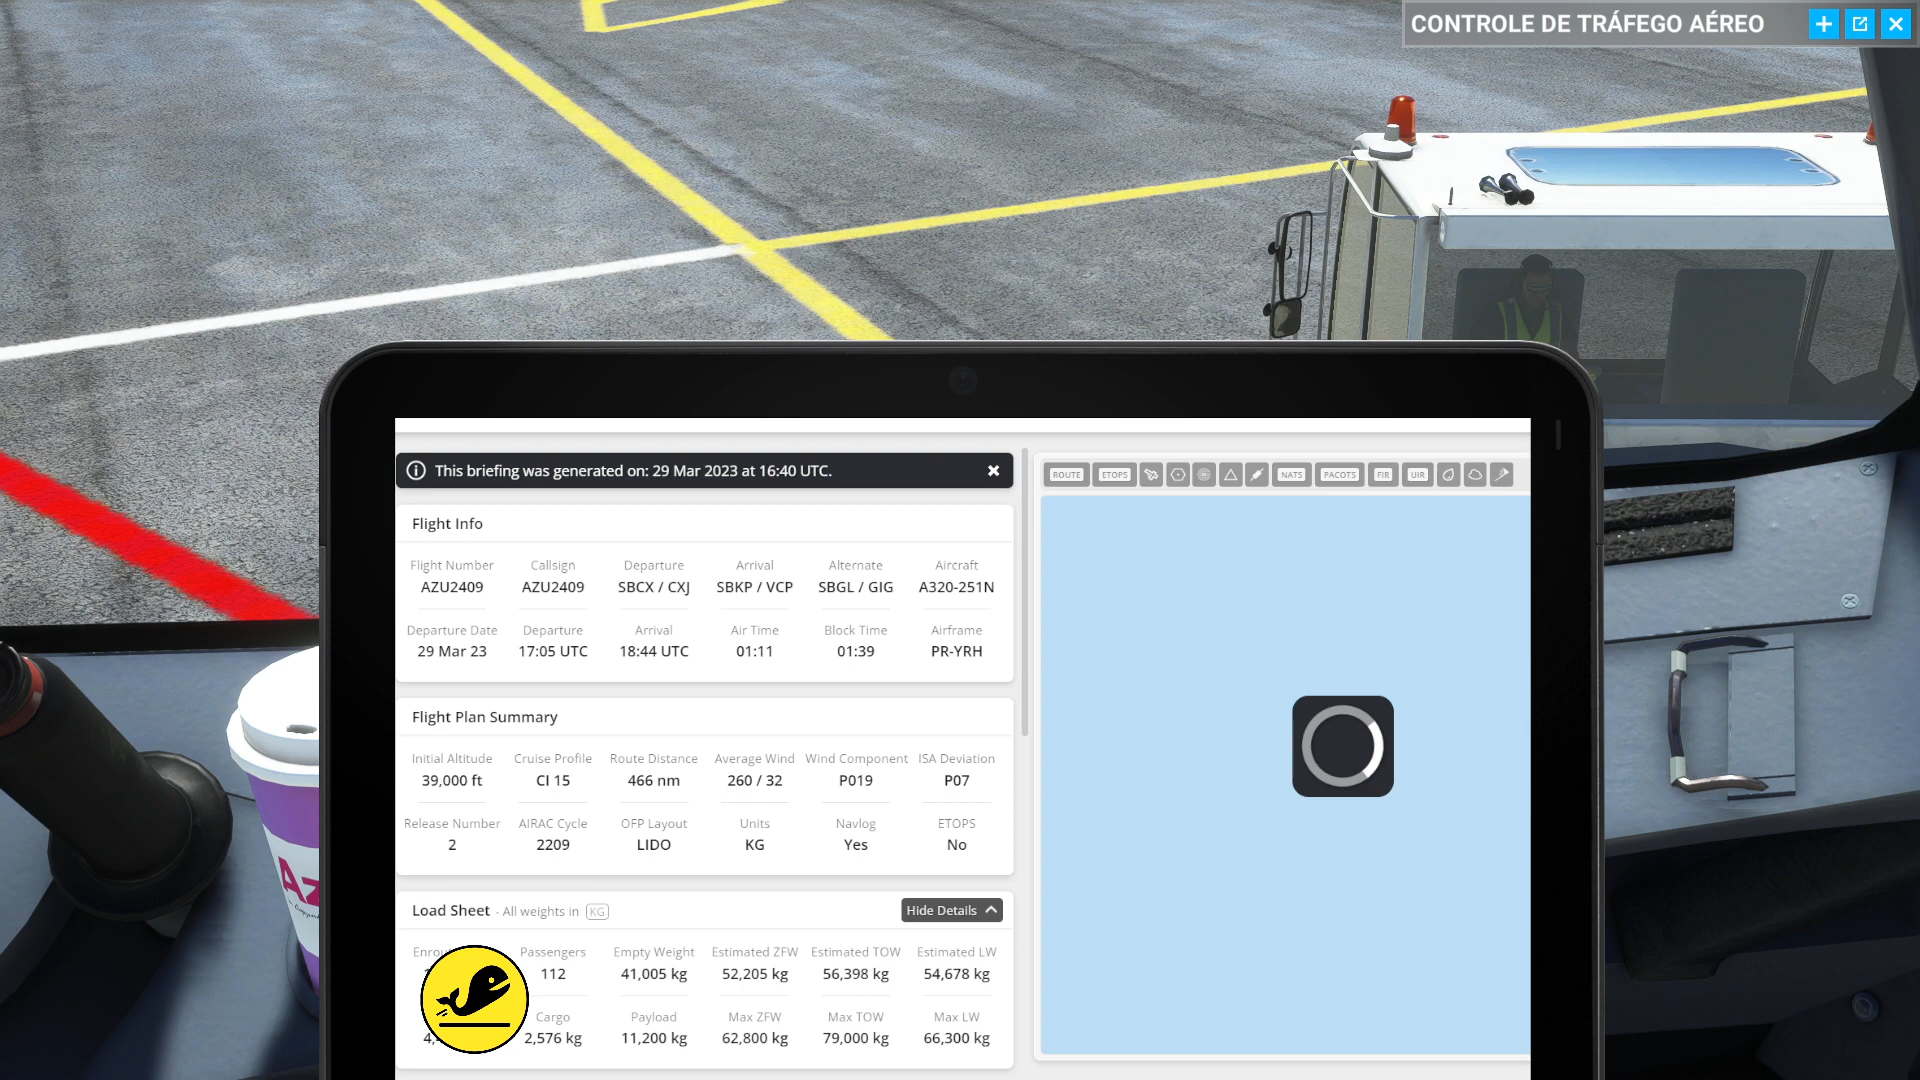 CONTROLE DE TRÁFEGO AÉREO
This briefing was generated on: 29 Mar 2023 at 16:40 UTC.
ROUTE ETOPS NATS PACOTS FIR UIR
Flight Info
Flight Number Callsign Departure Arrival Alternate Aircraft
AZU2409 AZU2409 SBCX / CXJ SBKP / VCP SBGL / GIG A320-251N
Departure Date Departure Arrival Air Time Block Time Airframe
29 Mar 23 17:05 UTC 18:44 UTC 01:11 01:39 PR-YRH
Flight Plan Summary
Initial Altitude Cruise Profile Route Distance Average Wind Wind Component ISA Deviation
39,000 ft CI 15 466 nm 260 / 32 P019 P07
Release Number AIRAC Cycle OFP Layout Units Navlog ETOPS
2 2209 LIDO KG Yes No
Load Sheet - All weights in KG Hide Details
Passengers Empty Weight Estimated ZFW Estimated TOW Estimated LW
112 41,005 kg 52,205 kg 56,398 kg 54,678 kg
Cargo Payload Max ZFW Max TOW Max LW
2,576 kg 11,200 kg 62,800 kg 79,000 kg 66,300 kg